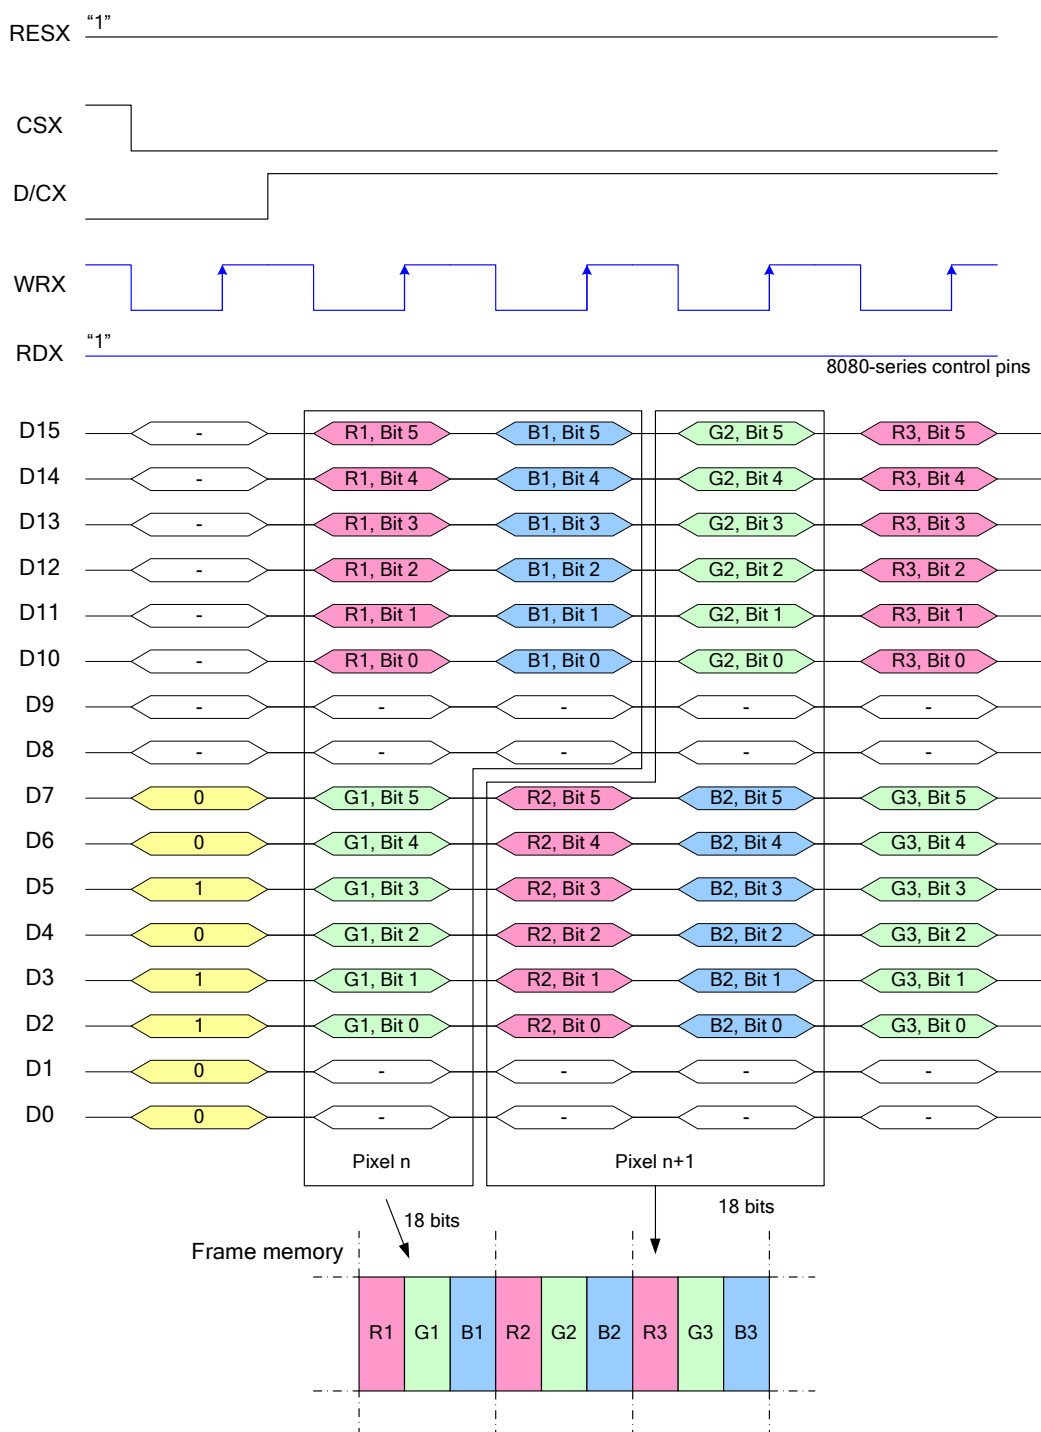 RESX “1”
CSX
D/CX
WRX
RDX “1”
8080-series control pins
D15 - R1, Bit 5 B1, Bit 5 G2, Bit 5 R3, Bit 5
D14 - R1, Bit 4 B1, Bit 4 G2, Bit 4 R3, Bit 4
D13 - R1, Bit 3 B1, Bit 3 G2, Bit 3 R3, Bit 3
D12 - R1, Bit 2 B1, Bit 2 G2, Bit 2 R3, Bit 2
D11 - R1, Bit 1 B1, Bit 1 G2, Bit 1 R3, Bit 1
D10 - R1, Bit 0 B1, Bit 0 G2, Bit 0 R3, Bit 0
D9 - - - - -
D8 - - - - -
D7 0 G1, Bit 5 R2, Bit 5 B2, Bit 5 G3, Bit 5
D6 0 G1, Bit 4 R2, Bit 4 B2, Bit 4 G3, Bit 4
D5 1 G1, Bit 3 R2, Bit 3 B2, Bit 3 G3, Bit 3
D4 0 G1, Bit 2 R2, Bit 2 B2, Bit 2 G3, Bit 2
D3 1 G1, Bit 1 R2, Bit 1 B2, Bit 1 G3, Bit 1
D2 1 G1, Bit 0 R2, Bit 0 B2, Bit 0 G3, Bit 0
D1 0 - - - -
D0 0 - - - -
Pixel n Pixel n+1
18 bits 18 bits
Frame memory
R1 G1 B1 R2 G2 B2 R3 G3 B3